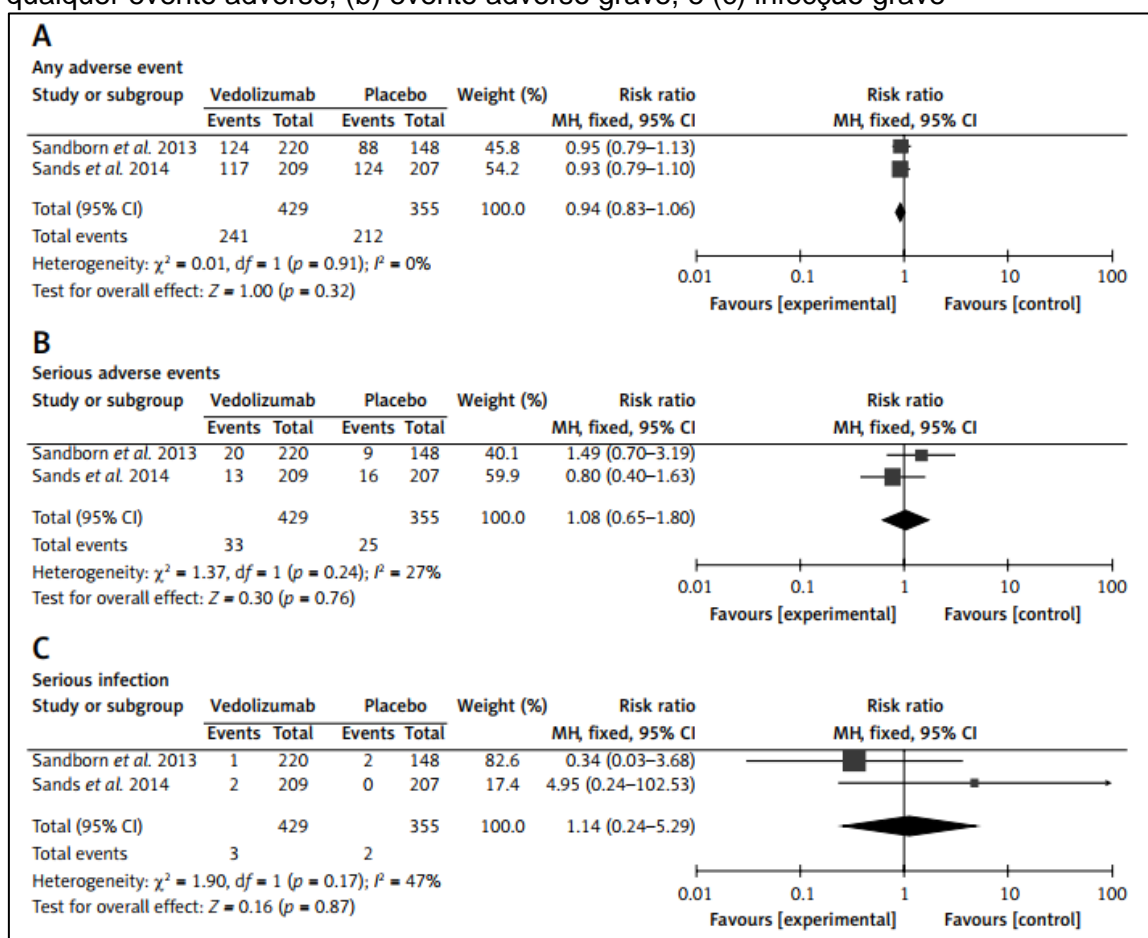 qualquer evento adverso, (b) evento adverso grave, e (c) infecção grave
A
Any adverse event
Study or subgroup Vedolizumab Placebo Weight (%) Risk ratio Risk ratio
Events Total Events Total MH, fixed, 95% CI MH, fixed, 95% CI
Sandborn et al. 2013 124 220 88 148 45.8 0.95 (0.79–1.13)
Sands et al. 2014 117 209 124 207 54.2 0.93 (0.79–1.10)
Total (95% CI) 429 355 100.0 0.94 (0.83–1.06)
Total events 241 212
Heterogeneity: χ² = 0.01, df = 1 (p = 0.91); I² = 0%
Test for overall effect: Z = 1.00 (p = 0.32)
0.01 0.1 1 10 100
Favours [experimental] Favours [control]
B
Serious adverse events
Study or subgroup Vedolizumab Placebo Weight (%) Risk ratio Risk ratio
Events Total Events Total MH, fixed, 95% CI MH, fixed, 95% CI
Sandborn et al. 2013 20 220 9 148 40.1 1.49 (0.70–3.19)
Sands et al. 2014 13 209 16 207 59.9 0.80 (0.40–1.63)
Total (95% CI) 429 355 100.0 1.08 (0.65–1.80)
Total events 33 25
Heterogeneity: χ² = 1.37, df = 1 (p = 0.24); I² = 27%
Test for overall effect: Z = 0.30 (p = 0.76)
0.01 0.1 1 10 100
Favours [experimental] Favours [control]
C
Serious infection
Study or subgroup Vedolizumab Placebo Weight (%) Risk ratio Risk ratio
Events Total Events Total MH, fixed, 95% CI MH, fixed, 95% CI
Sandborn et al. 2013 1 220 2 148 82.6 0.34 (0.03–3.68)
Sands et al. 2014 2 209 0 207 17.4 4.95 (0.24–102.53)
Total (95% CI) 429 355 100.0 1.14 (0.24–5.29)
Total events 3 2
Heterogeneity: χ² = 1.90, df = 1 (p = 0.17); I² = 47%
Test for overall effect: Z = 0.16 (p = 0.87)
0.01 0.1 1 10 100
Favours [experimental] Favours [control]